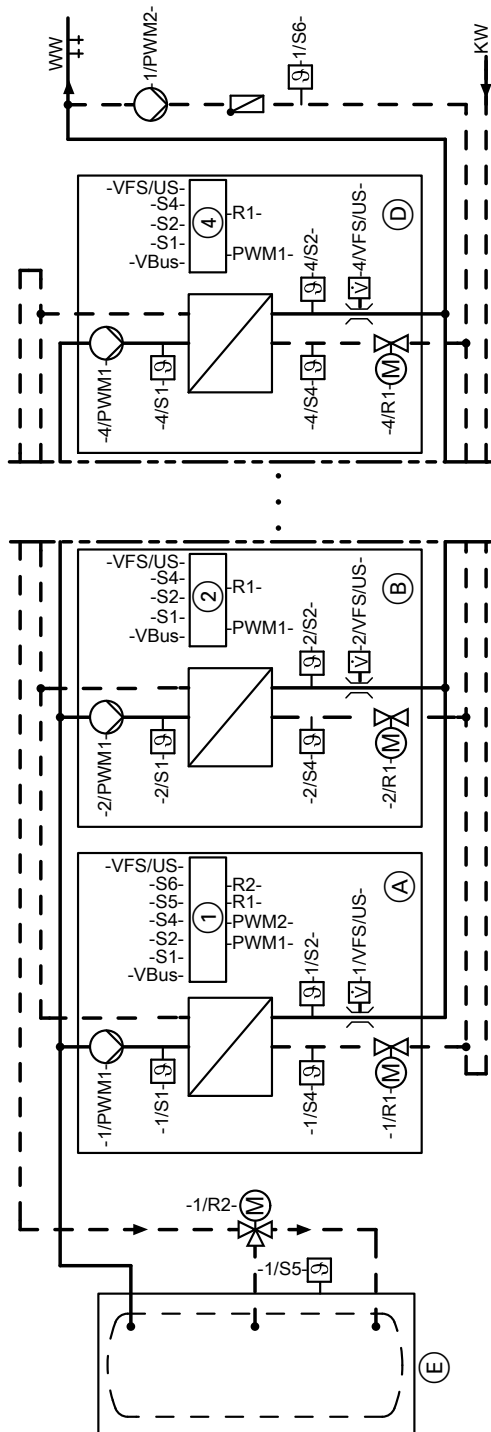 WW
-1/PWM2-
-1/S6-
KW
-VFS/US-
-S4-
-S2-
-S1-
-VBus-
4
-R1-
-PWM1-
-4/PWM1-
-4/S1-
ϑ
-4/S2-
ϑ
-4/S4-
ϑ
-4/VFS/US-
V̇
-4/R1-
M
D
ϑ
-VFS/US-
-S4-
-S2-
-S1-
-VBus-
2
-R1-
-PWM1-
-2/PWM1-
-2/S1-
ϑ
-2/S2-
ϑ
-2/S4-
ϑ
-2/VFS/US-
V̇
-2/R1-
M
B
-VFS/US-
-S6-
-S5-
-S4-
-S2-
-S1-
-VBus-
1
-R2-
-R1-
-PWM2-
-PWM1-
-1/PWM1-
-1/S1-
ϑ
-1/S2-
ϑ
-1/S4-
ϑ
-1/VFS/US-
V̇
-1/R1-
M
A
-1/R2-
M
-1/S5-
ϑ
E